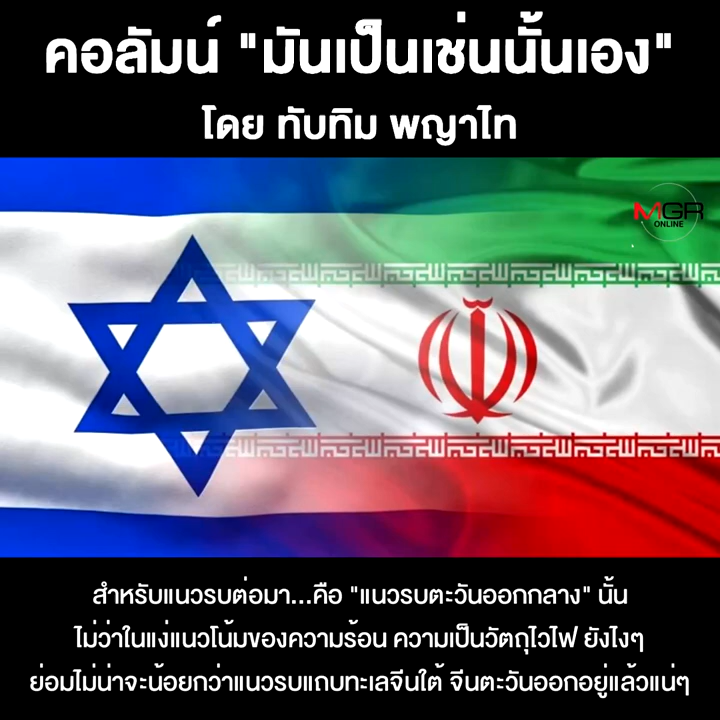 คอลัมน์ "มันเป็นเช่นนั้นเอง"
โดย ทับทิม พญาไท
MGR
ONLINE
สำหรับแนวรบต่อมา...คือ "แนวรบตะวันออกกลาง" นั้น
ไม่ว่าในแง่แนวโน้มของความร้อน ความเป็นวัตถุไวไฟ ยังไงๆ
ย่อมไม่น่าจะน้อยกว่าแนวรบแถบทะเลจีนใต้ จีนตะวันออกอยู่แล้วแน่ๆ